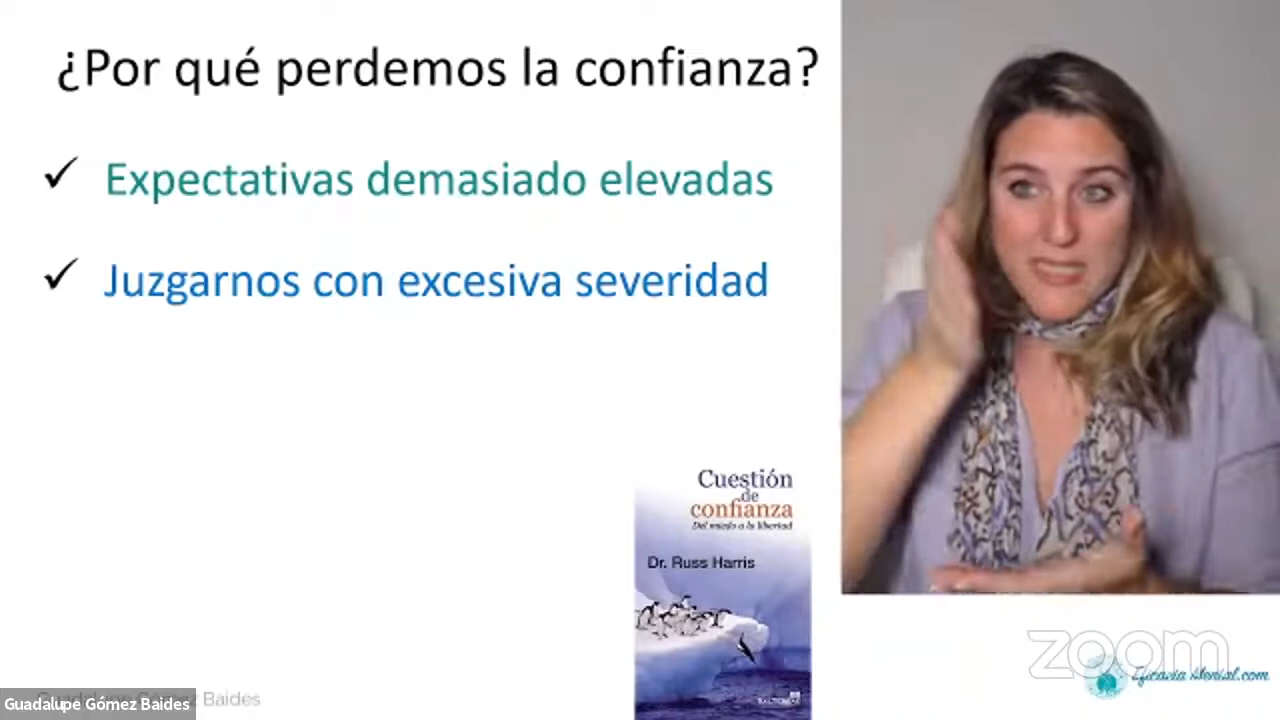 ¿Por qué perdemos la confianza?
✓ Expectativas demasiado elevadas
✓ Juzgarnos con excesiva severidad
Cuestión
de
confianza
Del miedo a la libertad
Dr. Russ Harris
zoom
Guadalupe Gómez Baides
Baides